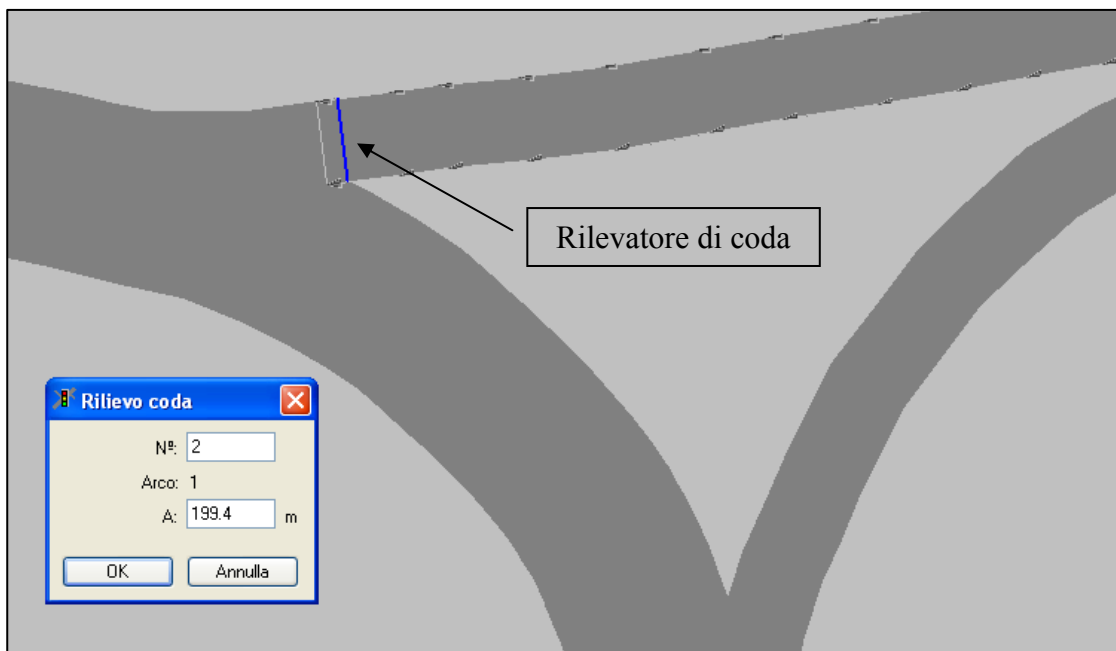 Rilevatore di coda
Rilievo coda
Nº: 2
Arco: 1
A: 199.4 m
OK Annulla